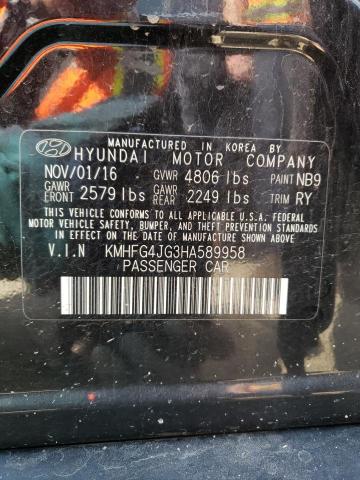 MANUFACTURED IN KOREA BY
HYUNDAI MOTOR COMPANY
NOV/01/16 GVWR 4806 lbs PAINT NB9
GAWR FRONT 2579 lbs GAWR REAR 2249 lbs TRIM RY
THIS VEHICLE CONFORMS TO ALL APPLICABLE U.S.A. FEDERAL
MOTOR VEHICLE SAFETY, BUMPER, AND THEFT PREVENTION STANDARDS
IN EFFECT ON THE DATE OF MANUFACTURE SHOWN ABOVE.
V.I.N KMHFG4JG3HA589958
PASSENGER CAR